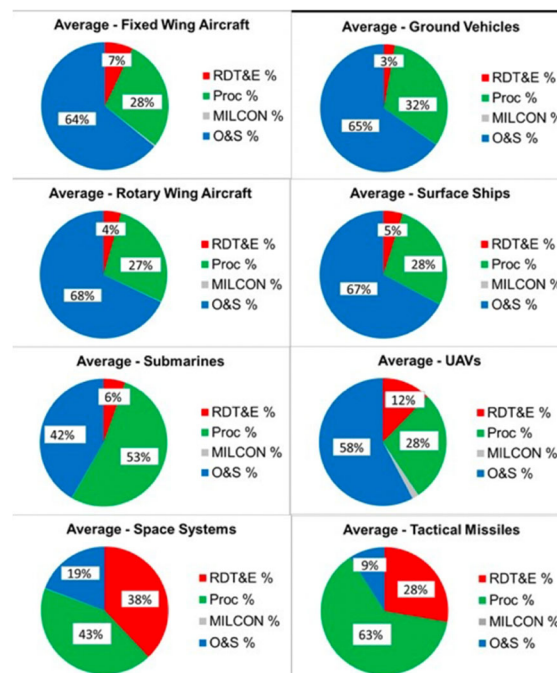 Average - Fixed Wing Aircraft
7%
28%
64%
RDT&E %
Proc %
MILCON %
O&S %
Average - Ground Vehicles
3%
32%
65%
RDT&E %
Proc %
MILCON %
O&S %
Average - Rotary Wing Aircraft
4%
27%
68%
RDT&E %
Proc %
MILCON %
O&S %
Average - Surface Ships
5%
28%
67%
RDT&E %
Proc %
MILCON %
O&S %
Average - Submarines
6%
42%
53%
RDT&E %
Proc %
MILCON %
O&S %
Average - UAVs
12%
28%
58%
RDT&E %
Proc %
MILCON %
O&S %
Average - Space Systems
19%
38%
43%
RDT&E %
Proc %
MILCON %
O&S %
Average - Tactical Missiles
9%
28%
63%
RDT&E %
Proc %
MILCON %
O&S %